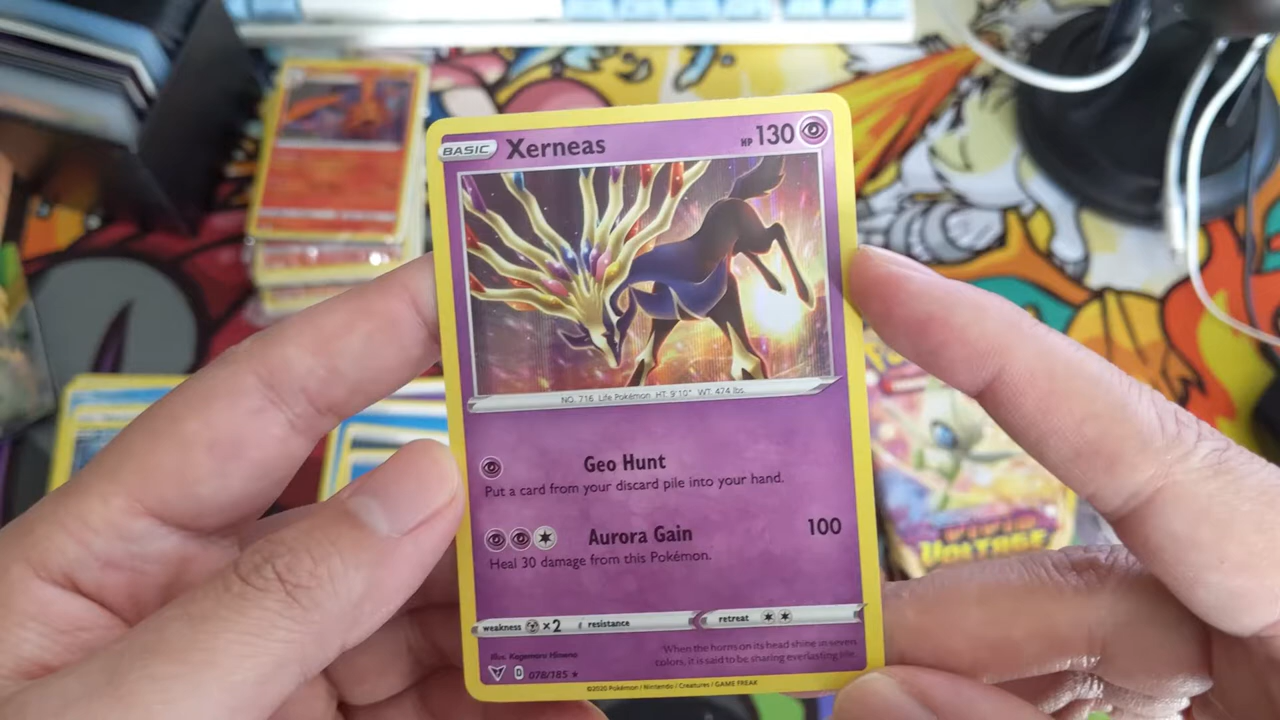 BASIC Xerneas HP 130
NO. 716 Life Pokémon HT: 9'10" WT: 474 lbs.
Geo Hunt
Put a card from your discard pile into your hand.
Aurora Gain 100
Heal 30 damage from this Pokémon.
weakness ×2 resistance retreat
When the horns on its head shine in seven
colors, it is said to be sharing everlasting life.
Illus. Kagemaru Himeno
D 078/185 ★
©2020 Pokémon / Nintendo / Creatures / GAME FREAK
VIVID
VOLTAGE